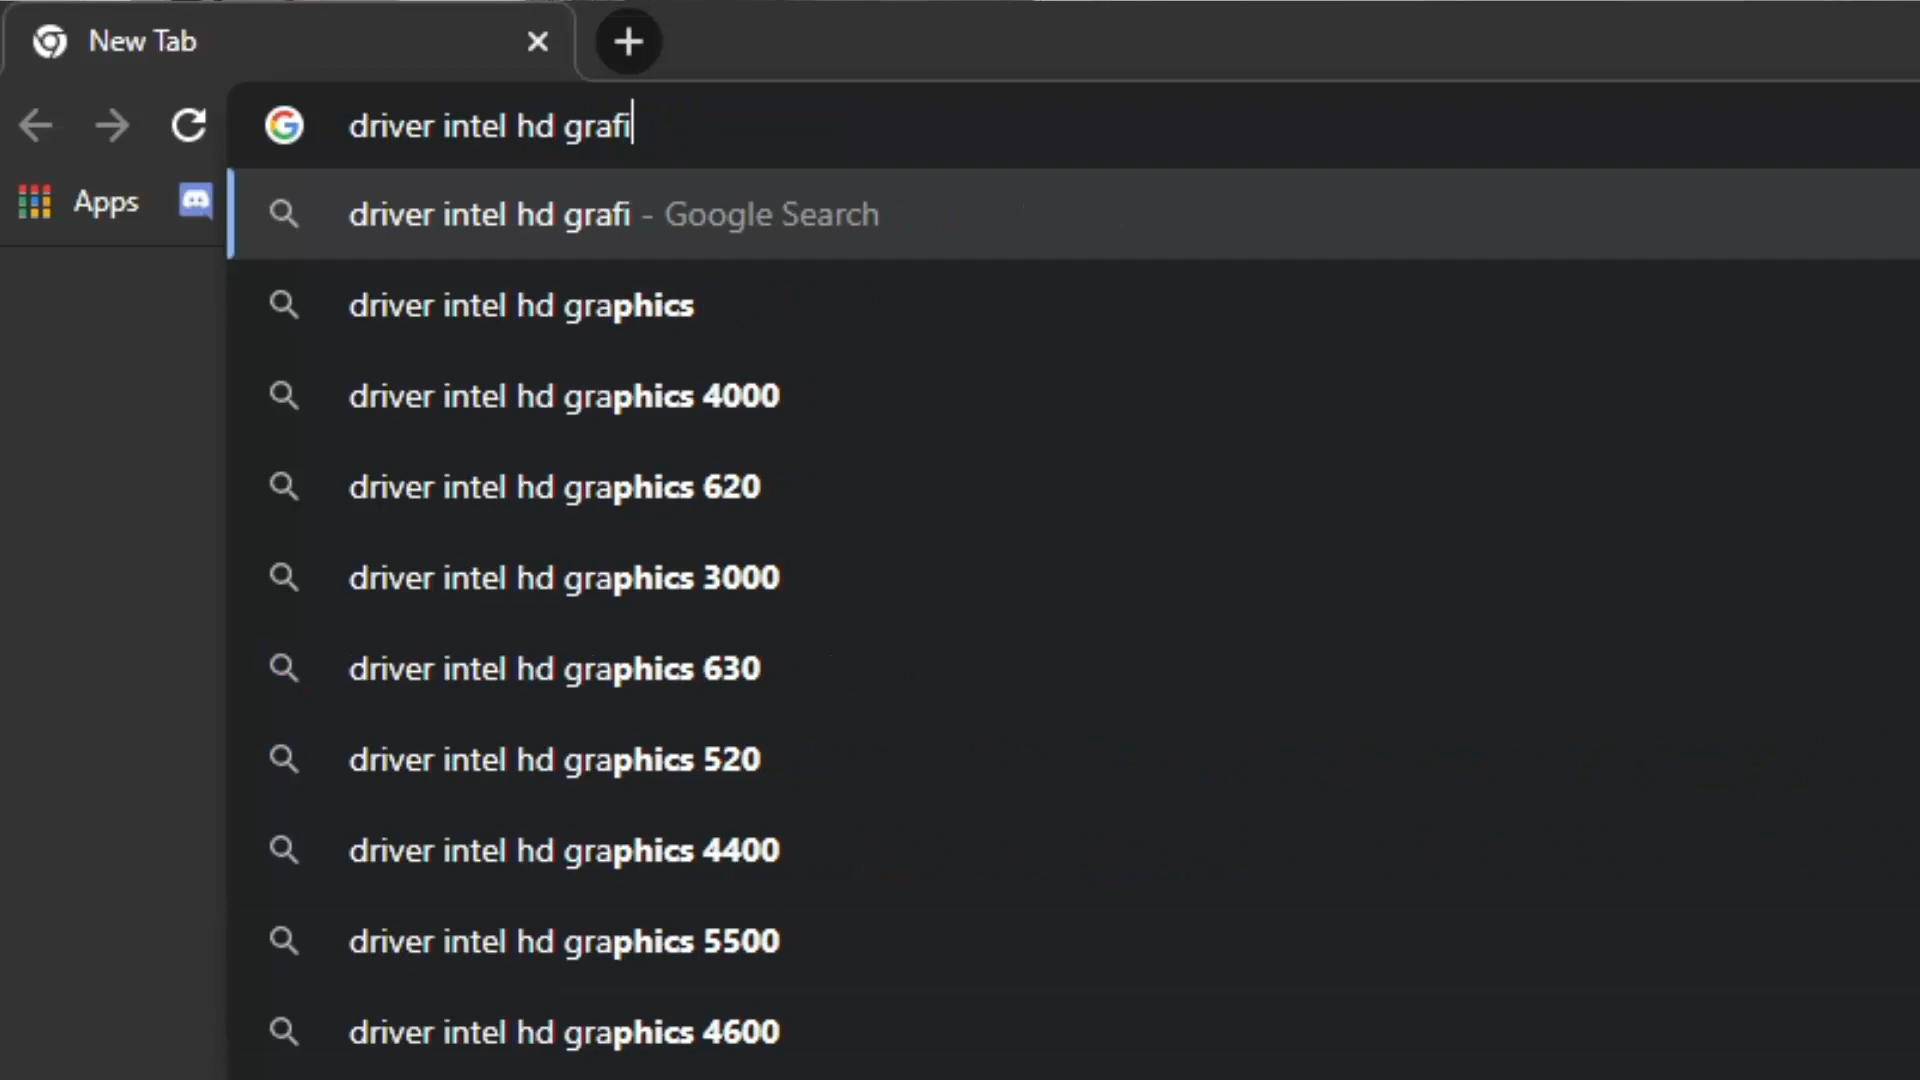 New Tab
driver intel hd grafi
Apps
driver intel hd grafi - Google Search
driver intel hd graphics
driver intel hd graphics 4000
driver intel hd graphics 620
driver intel hd graphics 3000
driver intel hd graphics 630
driver intel hd graphics 520
driver intel hd graphics 4400
driver intel hd graphics 5500
driver intel hd graphics 4600